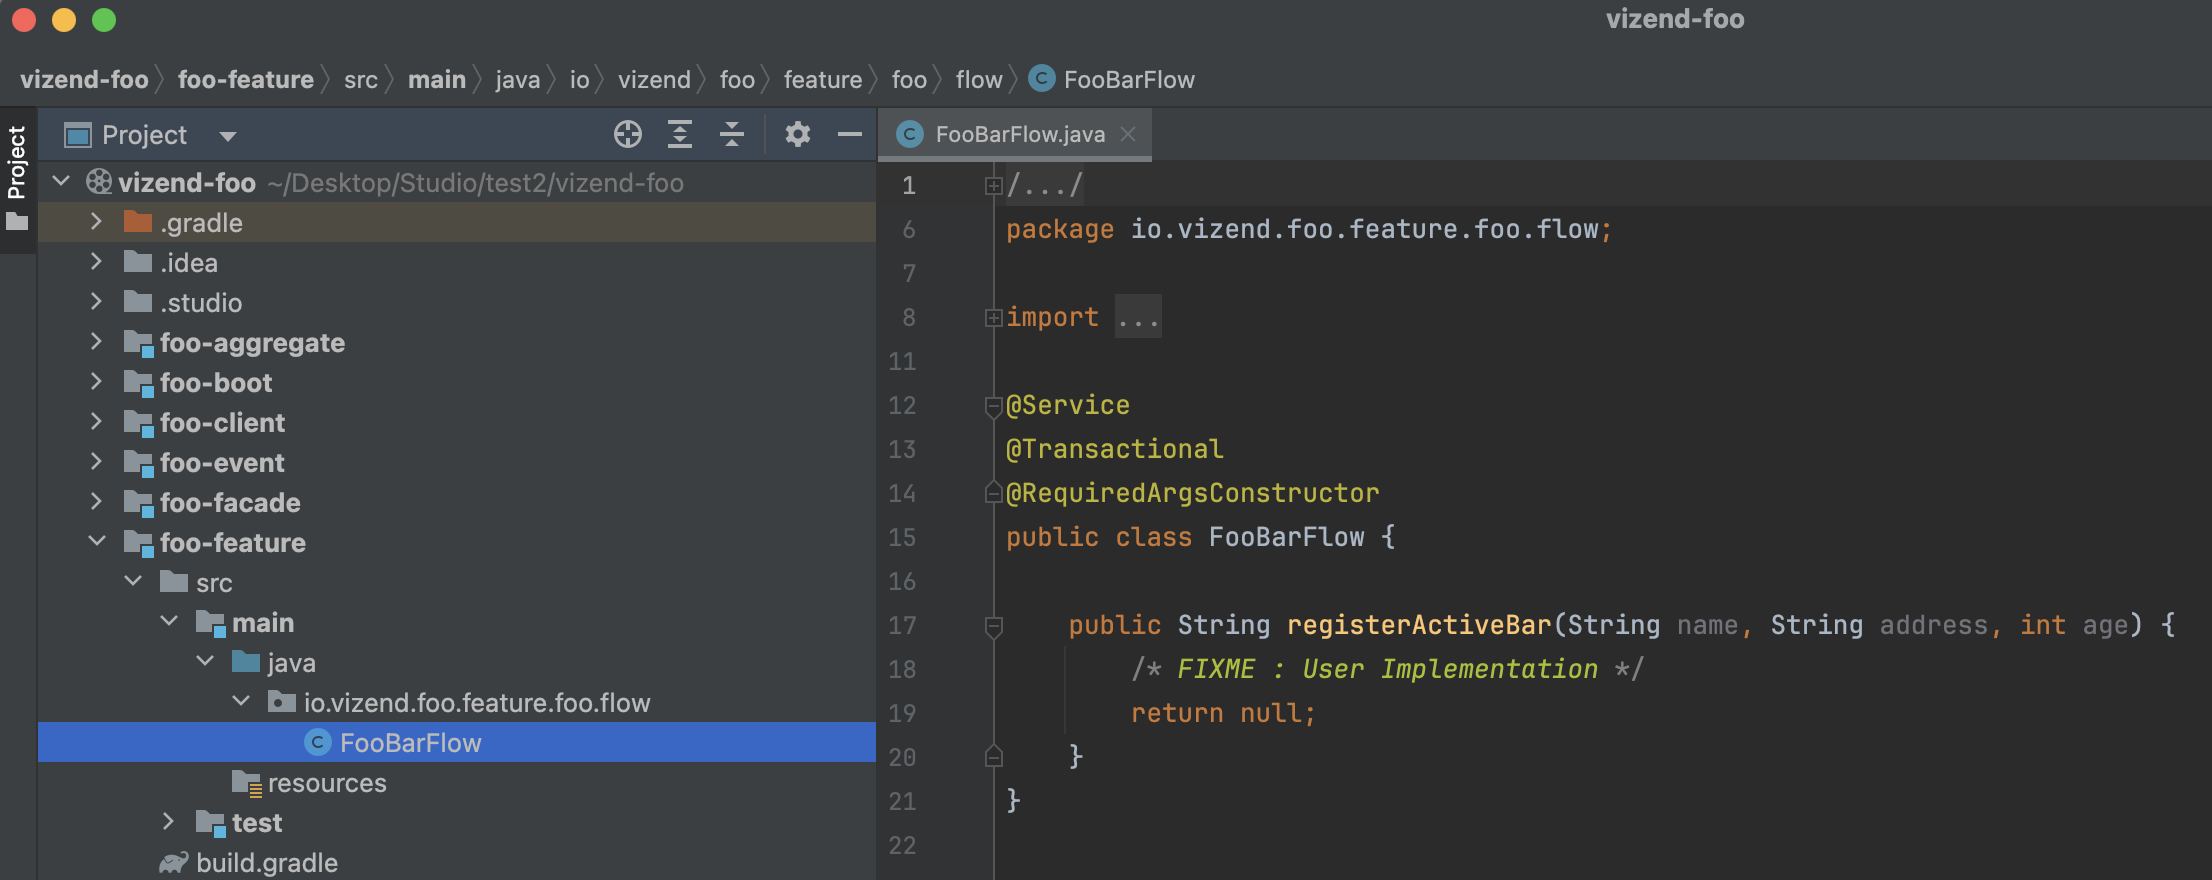 vizend-foo
vizend-foo foo-feature src main java io vizend foo feature foo flow FooBarFlow
Project
Project
FooBarFlow.java
vizend-foo ~/Desktop/Studio/test2/vizend-foo
.gradle
.idea
.studio
foo-aggregate
foo-boot
foo-client
foo-event
foo-facade
foo-feature
src
main
java
io.vizend.foo.feature.foo.flow
FooBarFlow
resources
test
build.gradle
1 /.../
6 package io.vizend.foo.feature.foo.flow;
7
8 import ...
11
12 @Service
13 @Transactional
14 @RequiredArgsConstructor
15 public class FooBarFlow {
16
17 public String registerActiveBar(String name, String address, int age) {
18 /* FIXME : User Implementation */
19 return null;
20 }
21 }
22